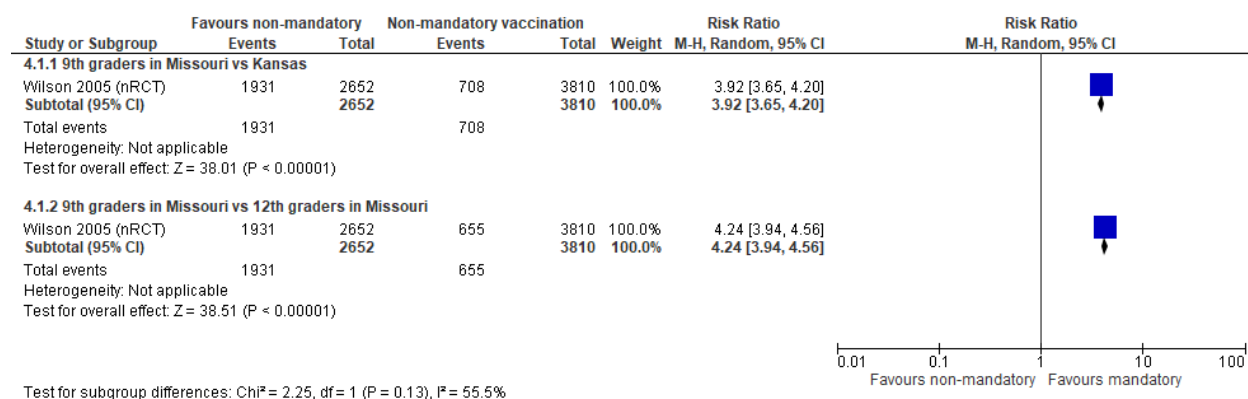 Favours non-mandatory Non-mandatory vaccination Risk Ratio Risk Ratio
Study or Subgroup Events Total Events Total Weight M-H, Random, 95% CI M-H, Random, 95% CI
4.1.1 9th graders in Missouri vs Kansas
Wilson 2005 (nRCT) 1931 2652 708 3810 100.0% 3.92 [3.65, 4.20]
Subtotal (95% CI) 2652 3810 100.0% 3.92 [3.65, 4.20]
Total events 1931 708
Heterogeneity: Not applicable
Test for overall effect: Z = 38.01 (P < 0.00001)
4.1.2 9th graders in Missouri vs 12th graders in Missouri
Wilson 2005 (nRCT) 1931 2652 655 3810 100.0% 4.24 [3.94, 4.56]
Subtotal (95% CI) 2652 3810 100.0% 4.24 [3.94, 4.56]
Total events 1931 655
Heterogeneity: Not applicable
Test for overall effect: Z = 38.51 (P < 0.00001)
0.01 0.1 1 10 100
Favours non-mandatory Favours mandatory
Test for subgroup differences: Chi² = 2.25, df = 1 (P = 0.13), I² = 55.5%